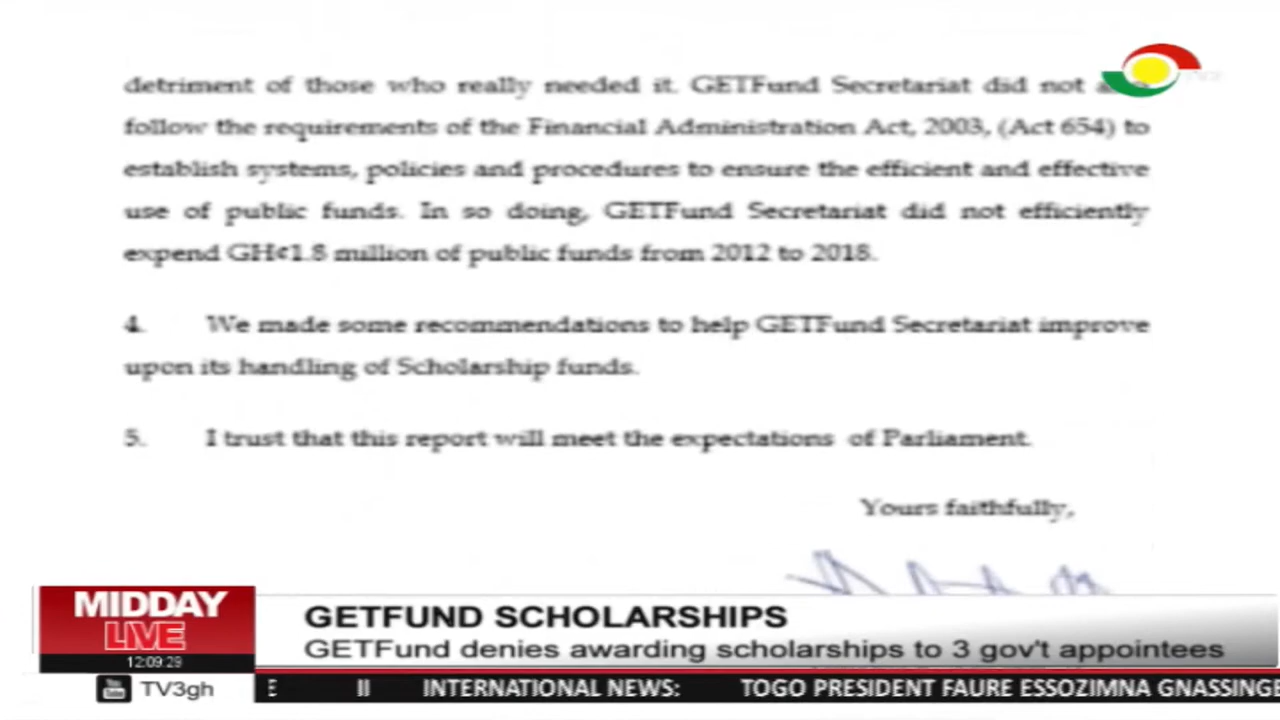 detriment of those who really needed it. GETFund Secretariat did not
follow the requirements of the Financial Administration Act, 2003, (Act 654) to
establish systems, policies and procedures to ensure the efficient and effective
use of public funds. In so doing, GETFund Secretariat did not efficiently
expend GH¢1.8 million of public funds from 2012 to 2018.
4. We made some recommendations to help GETFund Secretariat improve
upon its handling of Scholarship funds.
5. I trust that this report will meet the expectations of Parliament.
Yours faithfully,
MIDDAY
LIVE
12:09:29
GETFUND SCHOLARSHIPS
GETFund denies awarding scholarships to 3 gov't appointees
You Tube TV3gh
E II INTERNATIONAL NEWS: TOGO PRESIDENT FAURE ESSOZIMNA GNASSINGBE